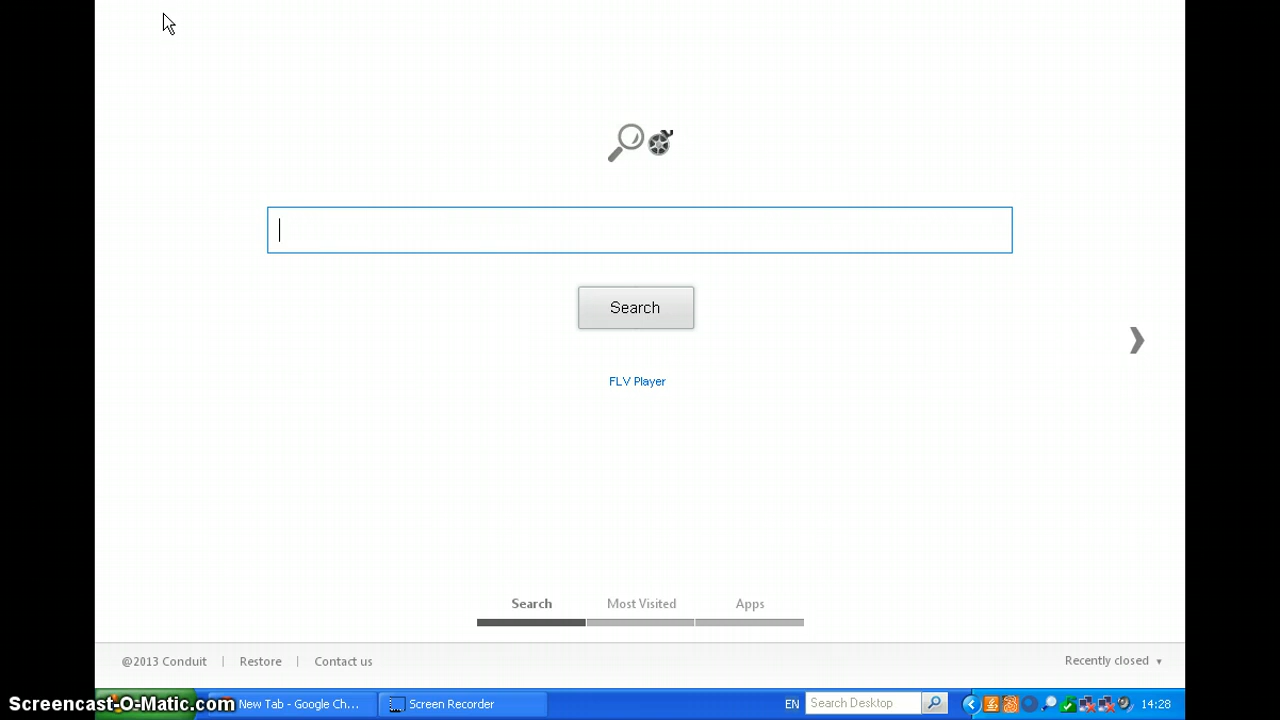 Search
FLV Player
Search
Most Visited
Apps
@2013 Conduit
Restore
Contact us
Recently closed
Screencast-O-Matic.com
New Tab - Google Ch...
Screen Recorder
EN
Search Desktop
14:28